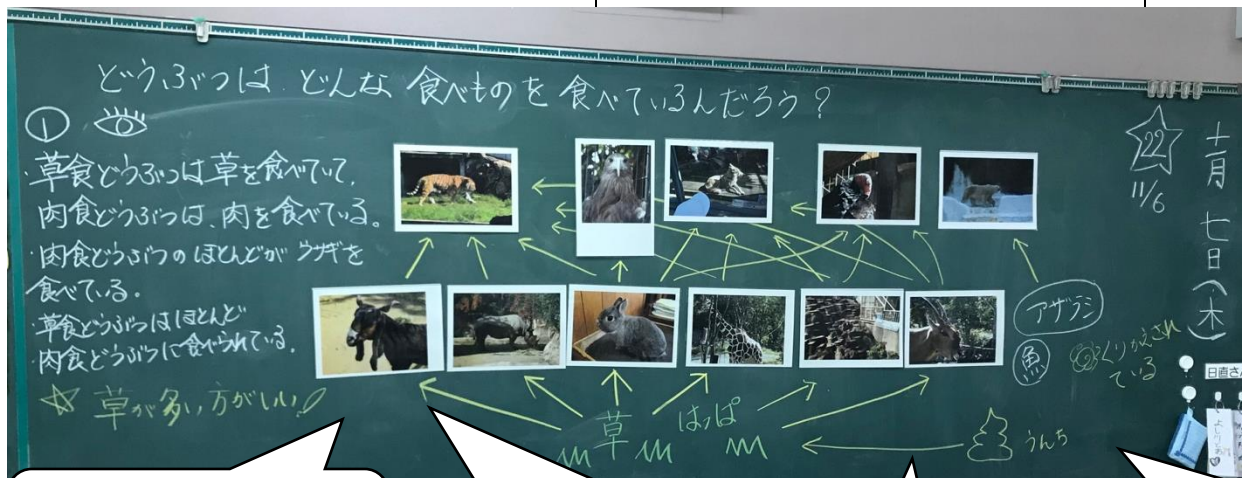 どうぶつは どんな 食べものを 食べているんだろう？
①
・草食どうぶつは草を食べていて、
肉食どうぶつは、肉を食べている。
・肉食どうぶつの ほとんどが ウサギを
食べている。
・草食どうぶつはほとんど
肉食どうぶつに食べられている。
☆ 草が多い方がいい！
草
はっぱ
うんち
アザラシ
魚
くりかえされ
ている
22
11/6
十一月 七日（木）
日直さん